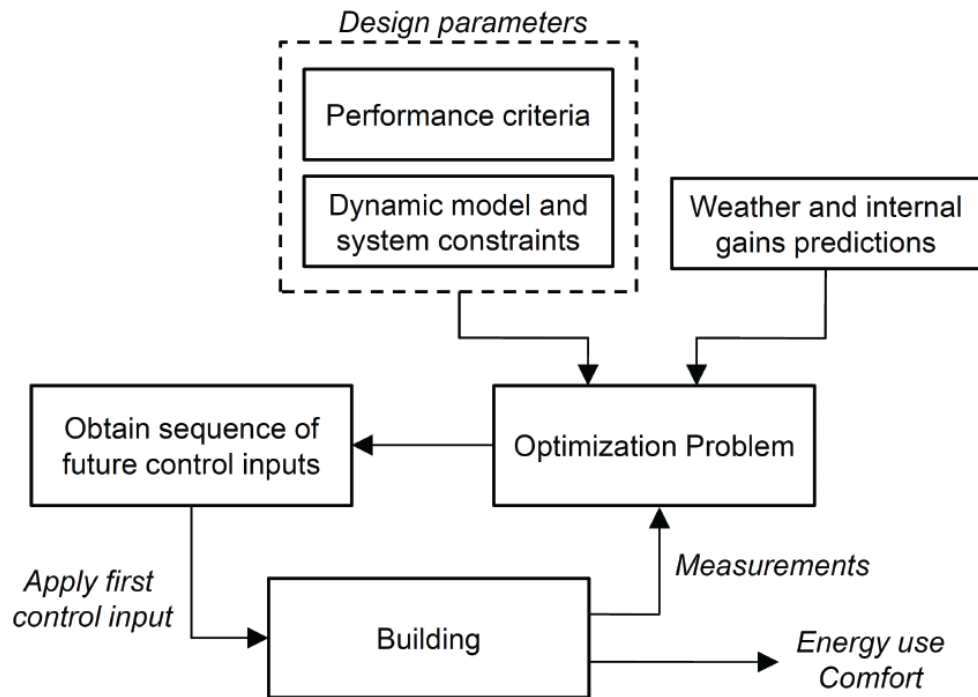 Design parameters
Performance criteria
Dynamic model and
system constraints
Weather and internal
gains predictions
Obtain sequence of
future control inputs
Optimization Problem
Apply first
control input
Building
Measurements
Energy use
Comfort